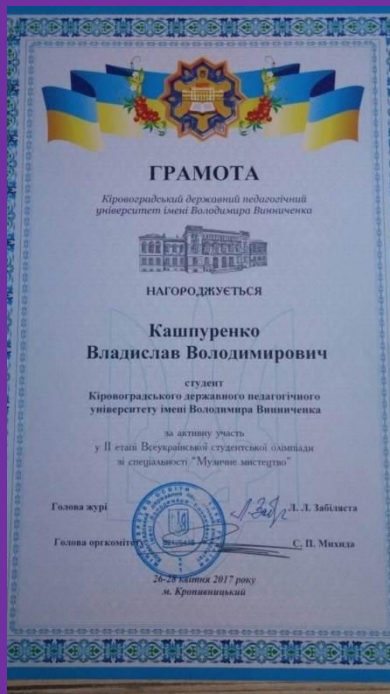 ГРАМОТА
Кіровоградський державний педагогічний
університет імені Володимира Винниченка
НАГОРОДЖУЄТЬСЯ
Кашпуренко
Владислав Володимирович
студент
Кіровоградського державного педагогічного
університету імені Володимира Винниченка
за активну участь
у ІІ етапі Всеукраїнської студентської олімпіади
зі спеціальності "Музичне мистецтво"
Голова журі Л. Л. Забіляста
Голова оргкомітету С. П. Михида
26-28 квітня 2017 року
м. Кропивницький